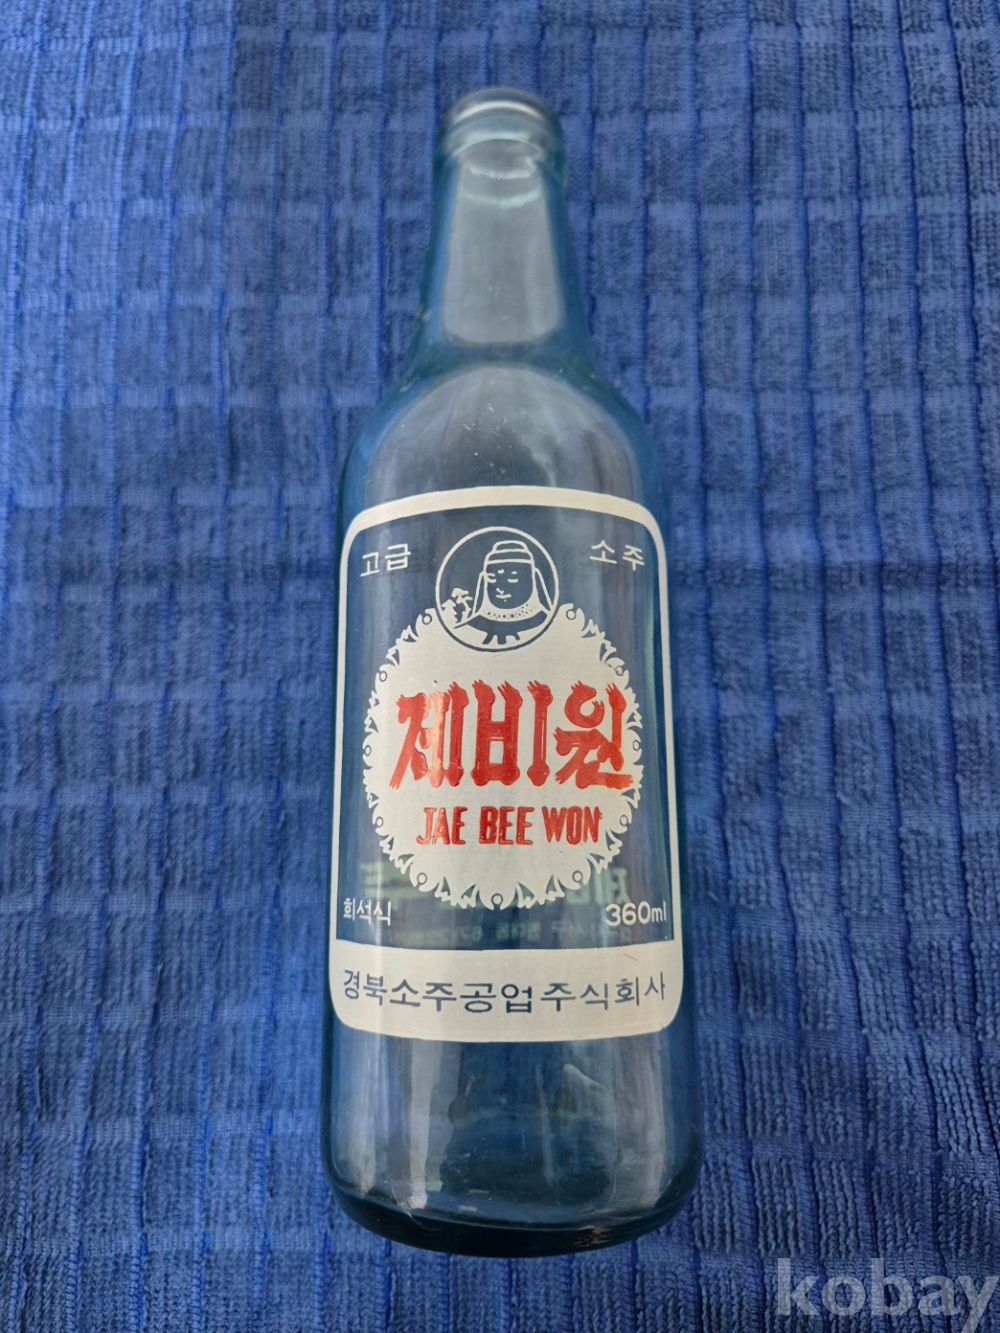 고급 소주
제비원
JAE BEE WON
희석식 360ml
경북소주공업주식회사
kobay